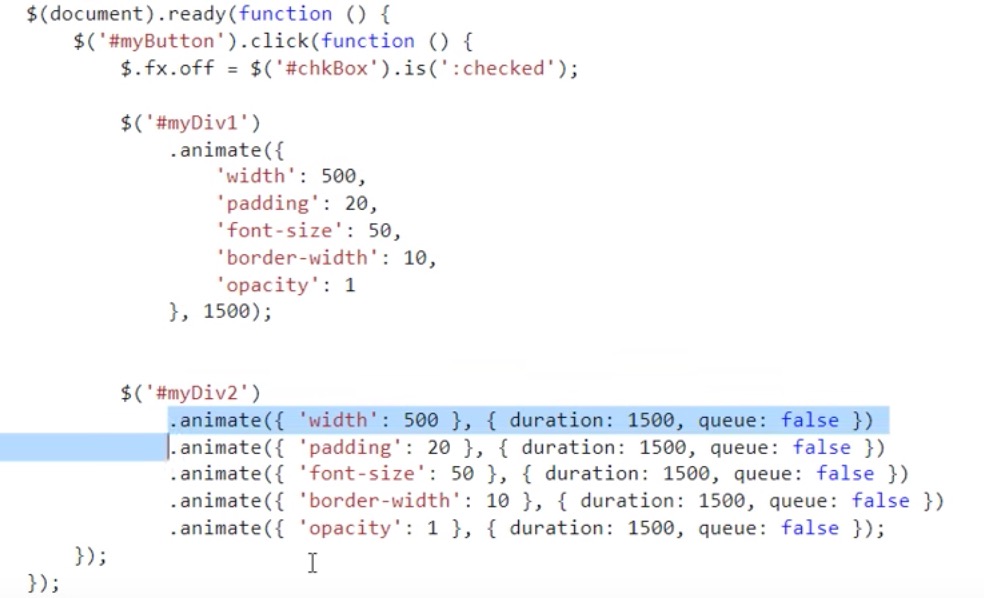 $(document).ready(function () {
    $('#myButton').click(function () {
        $.fx.off = $('#chkBox').is(':checked');

        $('#myDiv1')
            .animate({
                'width': 500,
                'padding': 20,
                'font-size': 50,
                'border-width': 10,
                'opacity': 1
            }, 1500);


        $('#myDiv2')
            .animate({ 'width': 500 }, { duration: 1500, queue: false })
            .animate({ 'padding': 20 }, { duration: 1500, queue: false })
            .animate({ 'font-size': 50 }, { duration: 1500, queue: false })
            .animate({ 'border-width': 10 }, { duration: 1500, queue: false })
            .animate({ 'opacity': 1 }, { duration: 1500, queue: false });
    });
});